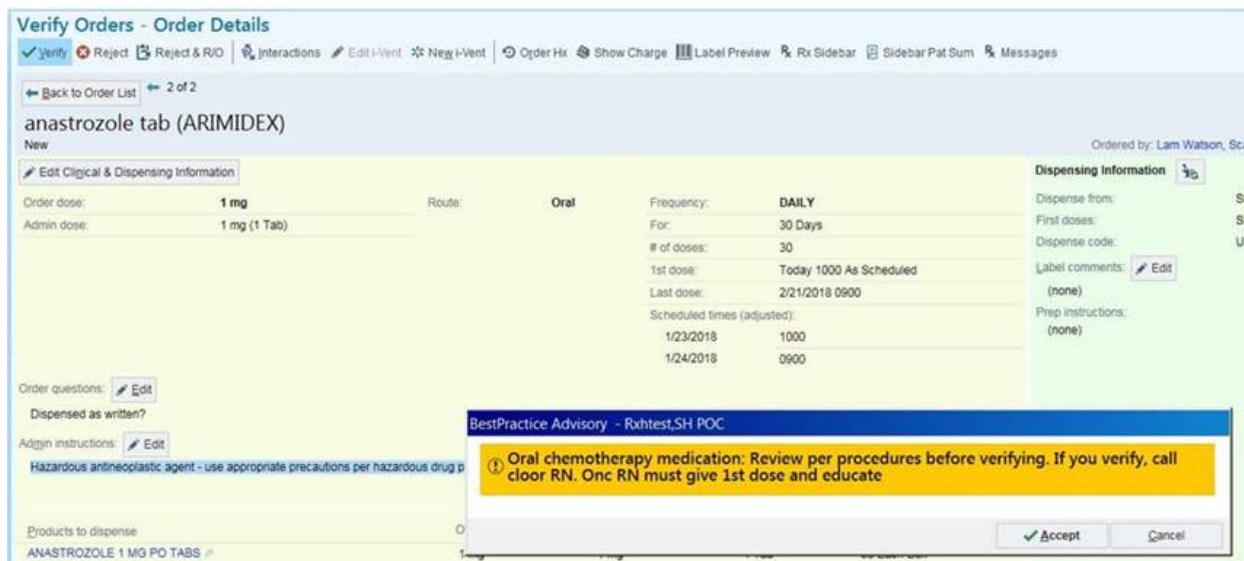 Verify Orders - Order Details
Verify Reject Reject & R/O Interactions Edit i-Vent New i-Vent Order Hx Show Charge Label Preview Rx Sidebar Sidebar Pat Sum Messages
Back to Order List 2 of 2
anastrozole tab (ARIMIDEX)
New Ordered by: Lam Watson, Sca
Edit Clinical & Dispensing Information Dispensing Information
Order dose: 1 mg Route: Oral Frequency: DAILY Dispense from: S
Admin dose: 1 mg (1 Tab) For: 30 Days First doses: S
# of doses: 30 Dispense code: U
1st dose: Today 1000 As Scheduled Label comments: Edit
Last dose: 2/21/2018 0900 (none)
Scheduled times (adjusted): Prep instructions:
1/23/2018 1000 (none)
1/24/2018 0900
Order questions: Edit
Dispensed as written?
BestPractice Advisory - Rxhtest,SH POC
Admin instructions: Edit
Hazardous antineoplastic agent - use appropriate precautions per hazardous drug p
Oral chemotherapy medication: Review per procedures before verifying. If you verify, call
cloor RN. Onc RN must give 1st dose and educate
Products to dispense O
Accept Cancel
ANASTROZOLE 1 MG PO TABS